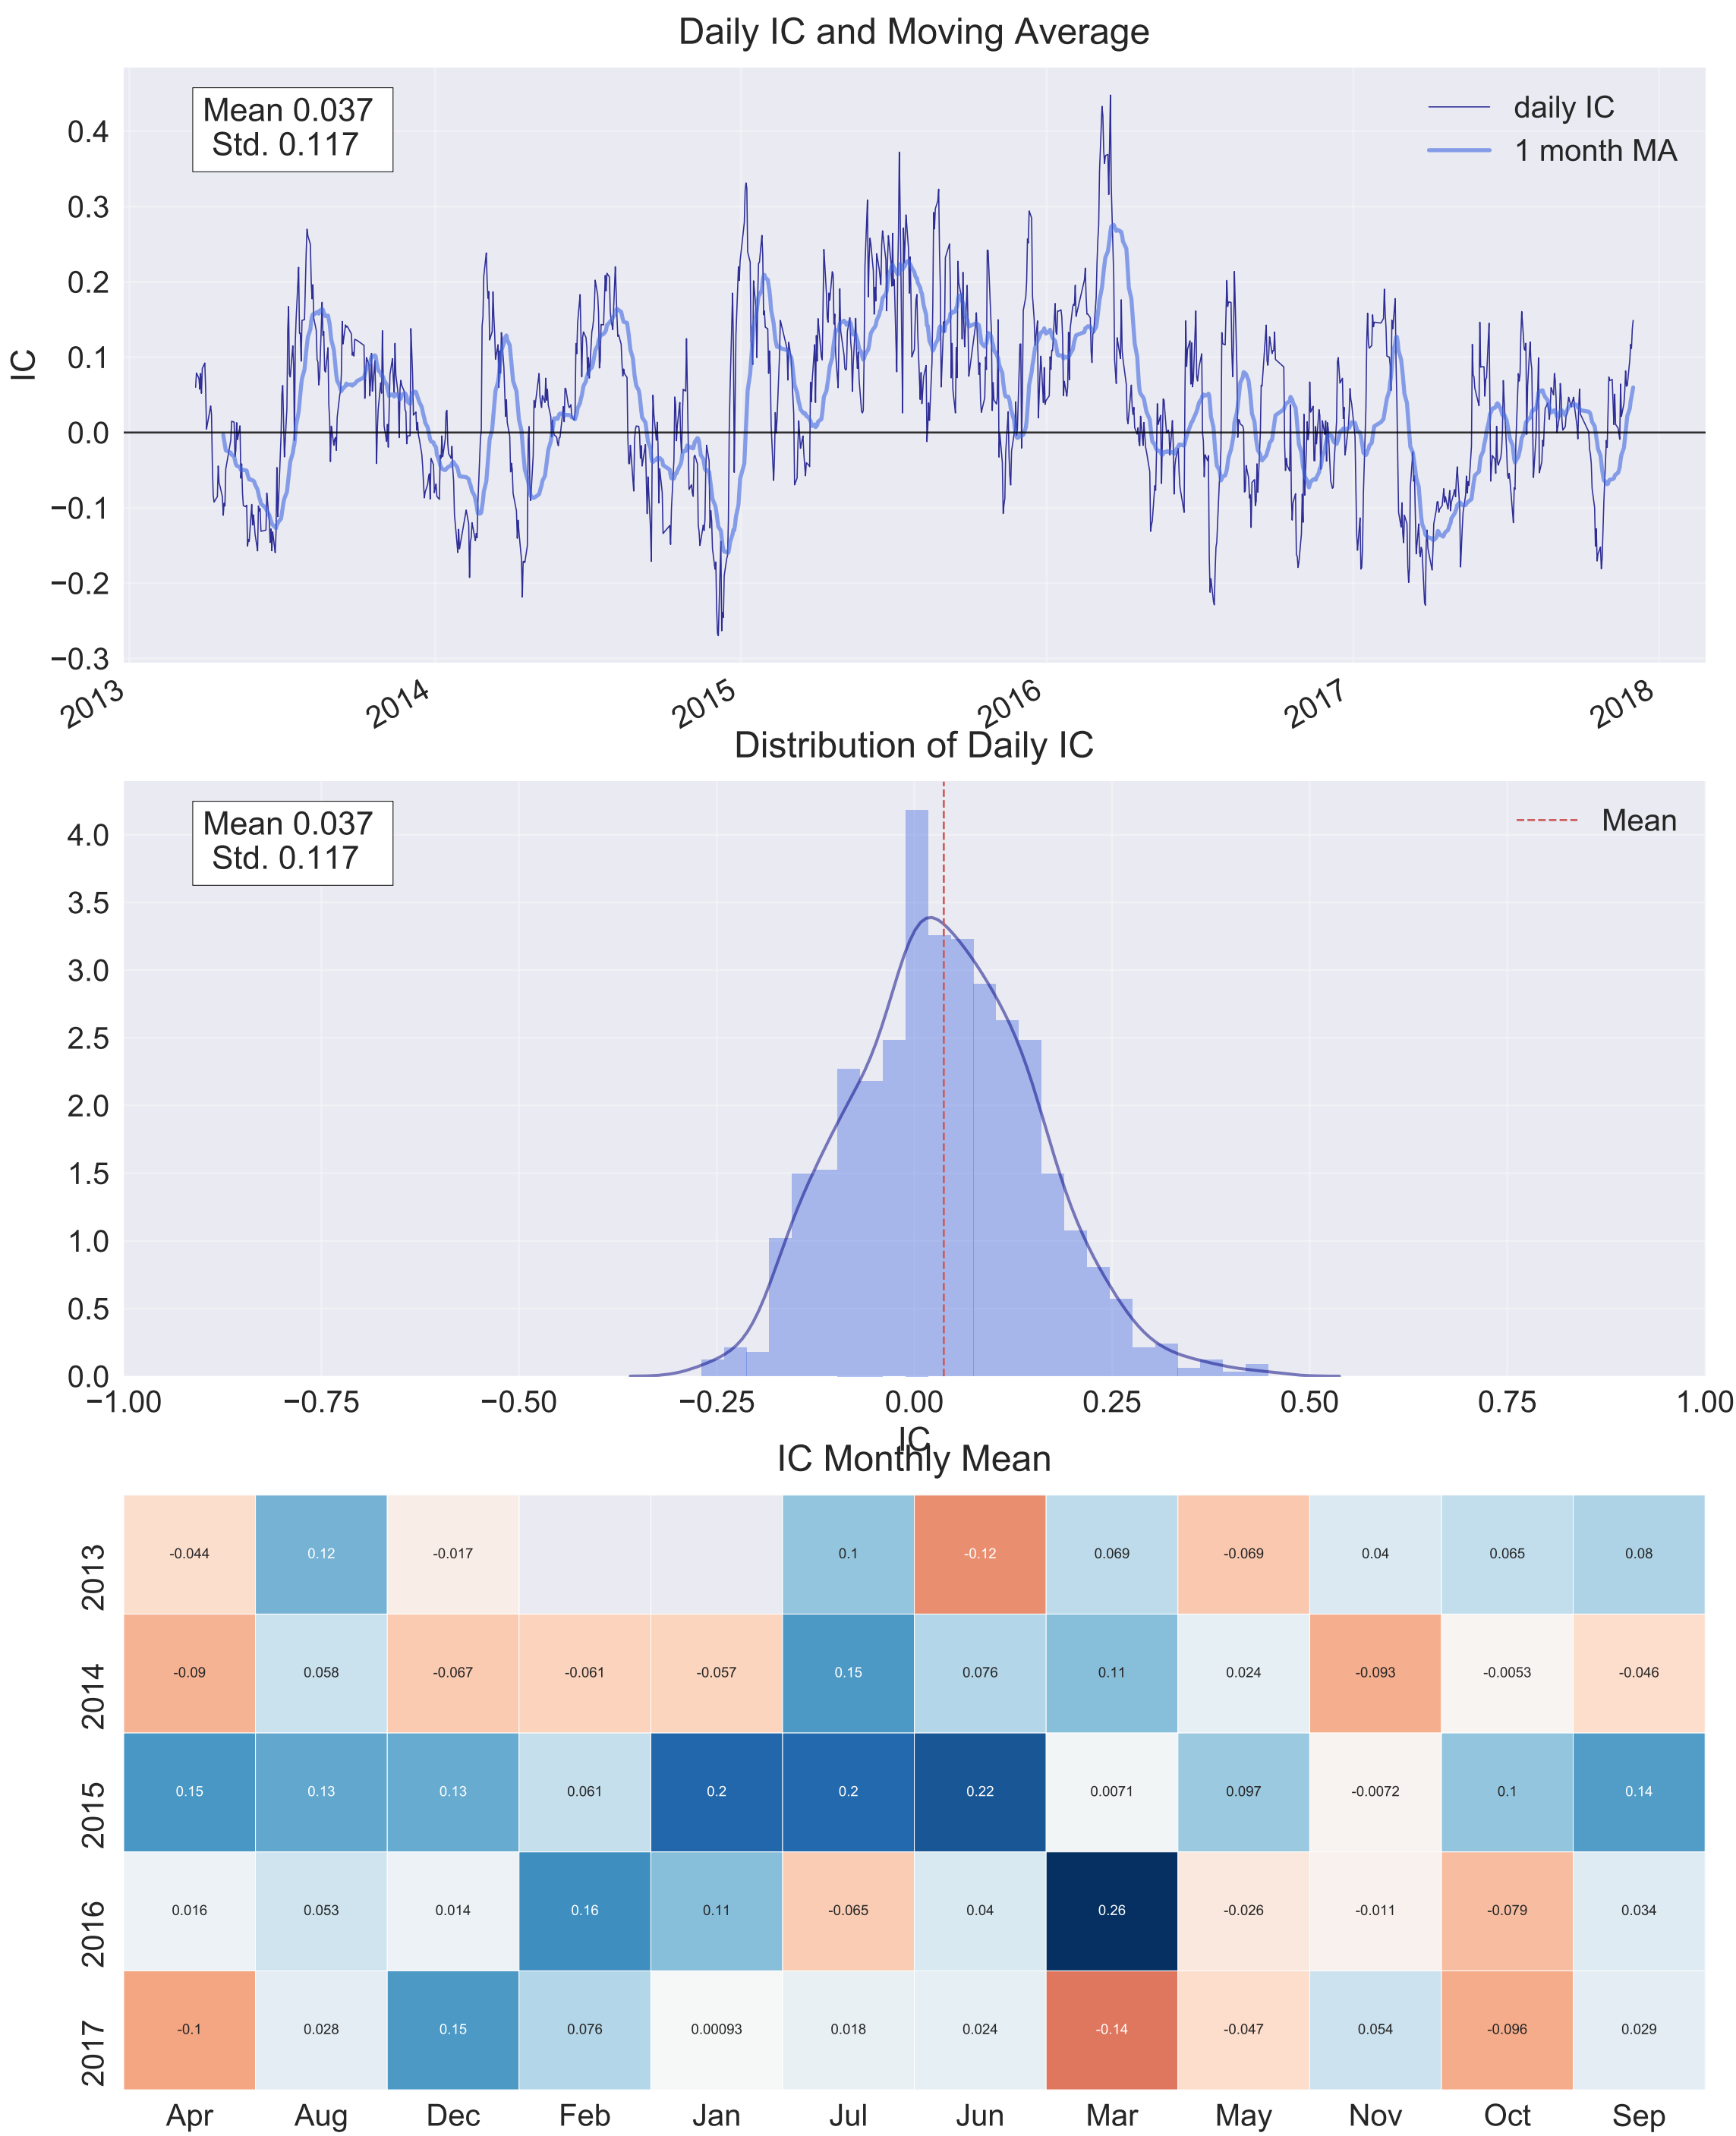 Daily IC and Moving Average
Mean 0.037
Std. 0.117
daily IC
1 month MA
IC
0.4
0.3
0.2
0.1
0.0
−0.1
−0.2
−0.3
2013 2014 2015 2016 2017 2018
Distribution of Daily IC
Mean 0.037
Std. 0.117
Mean
4.0
3.5
3.0
2.5
2.0
1.5
1.0
0.5
0.0
−1.00 −0.75 −0.50 −0.25 0.00 0.25 0.50 0.75 1.00
IC
IC Monthly Mean
2013 -0.044 0.12 -0.017 0.1 -0.12 0.069 -0.069 0.04 0.065 0.08
2014 -0.09 0.058 -0.067 -0.061 -0.057 0.15 0.076 0.11 0.024 -0.093 -0.0053 -0.046
2015 0.15 0.13 0.13 0.061 0.2 0.2 0.22 0.0071 0.097 -0.0072 0.1 0.14
2016 0.016 0.053 0.014 0.16 0.11 -0.065 0.04 0.26 -0.026 -0.011 -0.079 0.034
2017 -0.1 0.028 0.15 0.076 0.00093 0.018 0.024 -0.14 -0.047 0.054 -0.096 0.029
Apr Aug Dec Feb Jan Jul Jun Mar May Nov Oct Sep